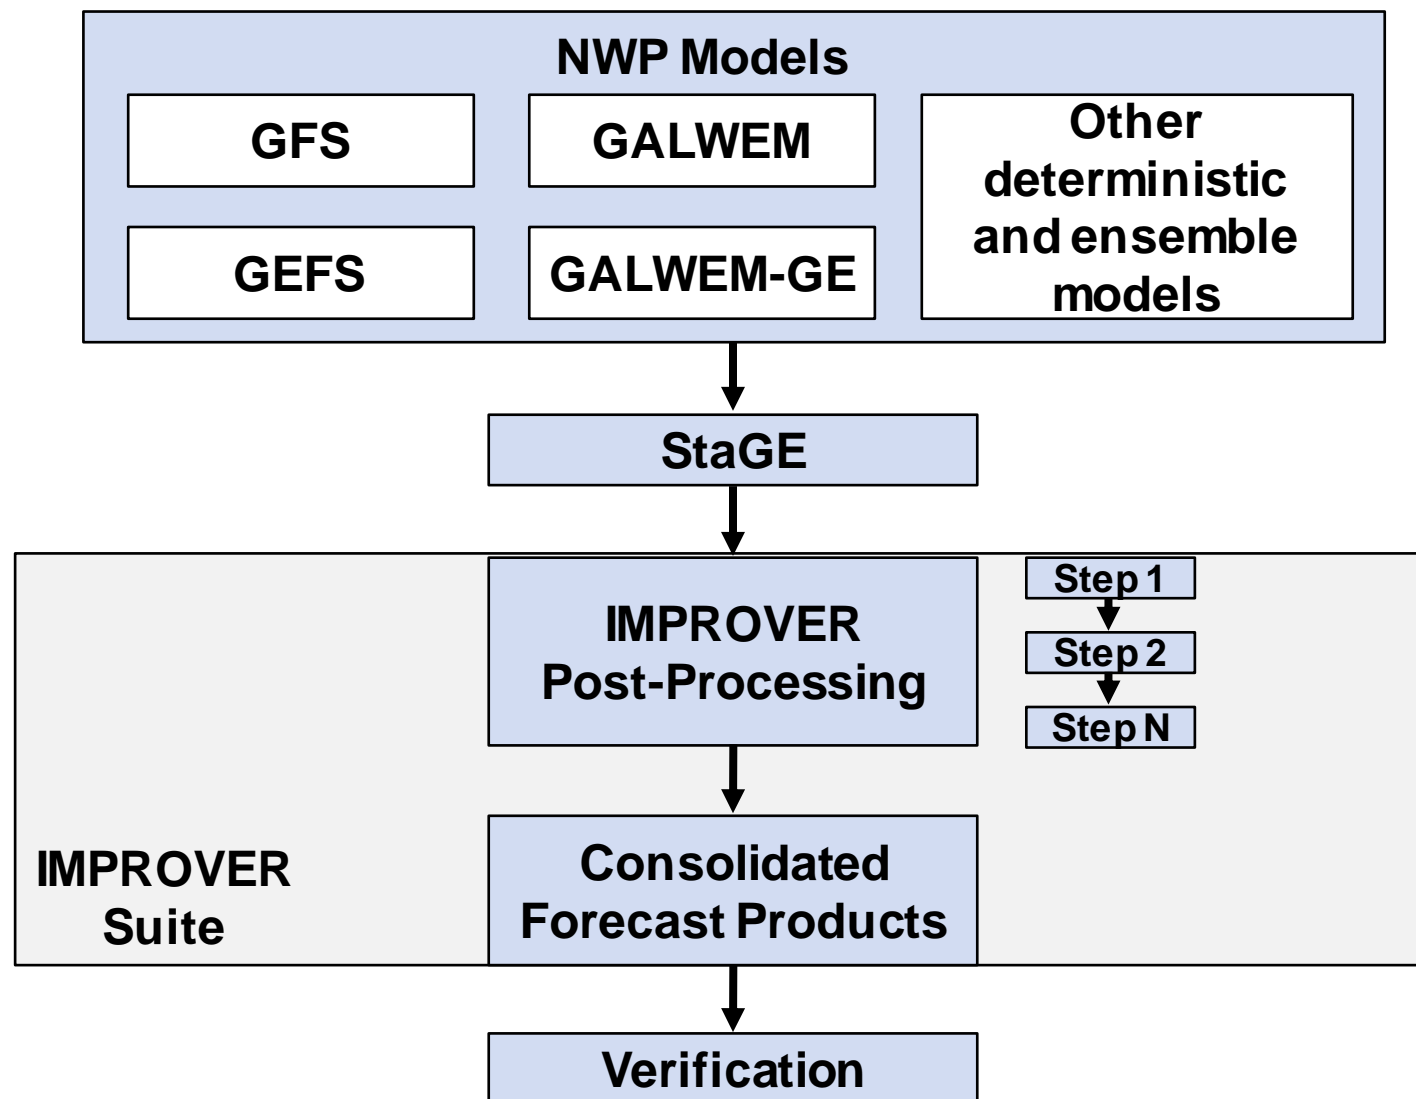 NWP Models
GFS
GALWEM
Other
deterministic
and ensemble
models
GEFS
GALWEM-GE
StaGE
IMPROVER
Post-Processing
Step 1
Step 2
Step N
IMPROVER
Suite
Consolidated
Forecast Products
Verification